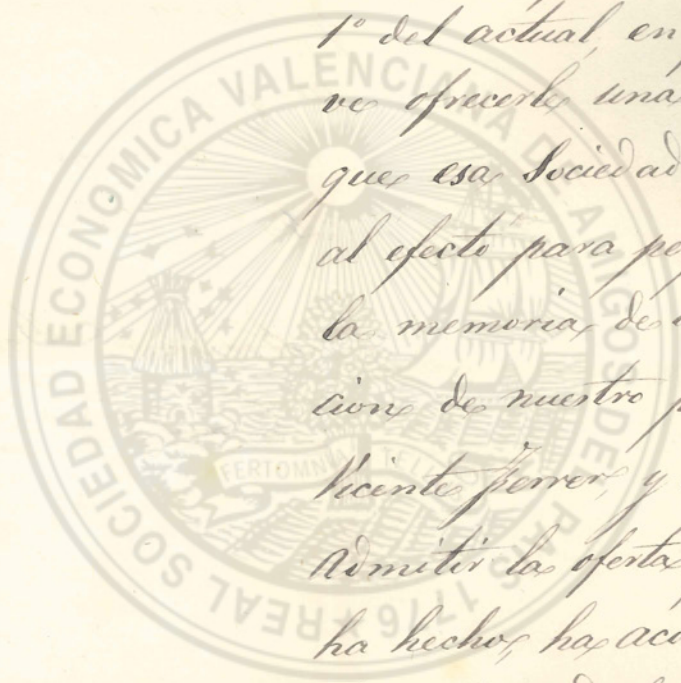 1º del actual, en
ve ofrecerle una
que esa Sociedad
al efecto para
la memoria de
cion de nuestro
Vicente Ferrer, y
admitir la oferta
ha hecho, ha
REAL SOCIEDAD ECONOMICA VALENCIANA DE AMIGOS DEL PAIS 1776
FERT OMNIA TELLUS